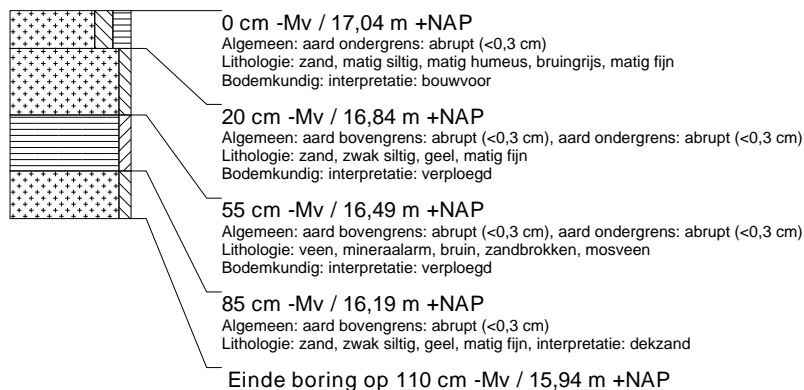 0 cm -Mv / 17,04 m +NAP
Algemeen: aard ondergrens: abrupt (<0,3 cm)
Lithologie: zand, matig siltig, matig humeus, bruingrijs, matig fijn
Bodemkundig: interpretatie: bouwvoor
20 cm -Mv / 16,84 m +NAP
Algemeen: aard bovengrens: abrupt (<0,3 cm), aard ondergrens: abrupt (<0,3 cm)
Lithologie: zand, zwak siltig, geel, matig fijn
Bodemkundig: interpretatie: verploegd
55 cm -Mv / 16,49 m +NAP
Algemeen: aard bovengrens: abrupt (<0,3 cm), aard ondergrens: abrupt (<0,3 cm)
Lithologie: veen, mineraalarm, bruin, zandbrokken, mosveen
Bodemkundig: interpretatie: verploegd
85 cm -Mv / 16,19 m +NAP
Algemeen: aard bovengrens: abrupt (<0,3 cm)
Lithologie: zand, zwak siltig, geel, matig fijn, interpretatie: dekzand
Einde boring op 110 cm -Mv / 15,94 m +NAP